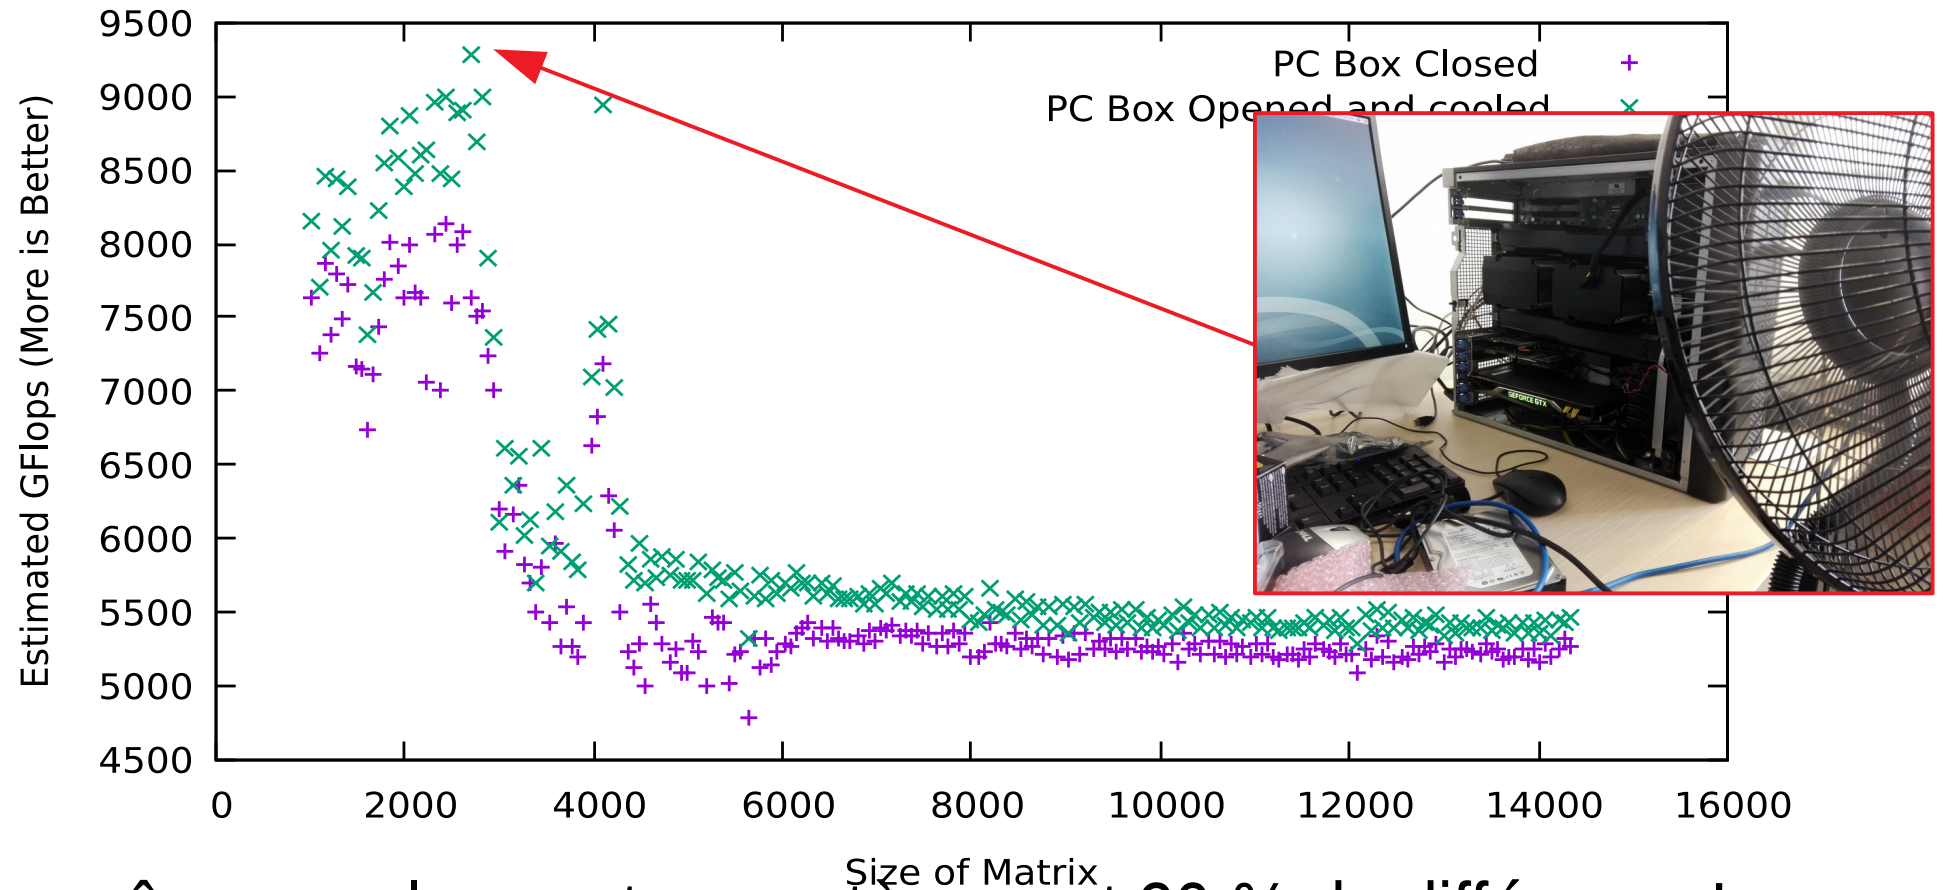 9500
9000
8500
8000
7500
7000
6500
6000
5500
5000
4500
Estimated GFlops (More is Better)
PC Box Closed
PC Box Opened and cooled
GEFORCE GTX
0 2000 4000 6000 8000 10000 12000 14000 16000
Size of Matrix